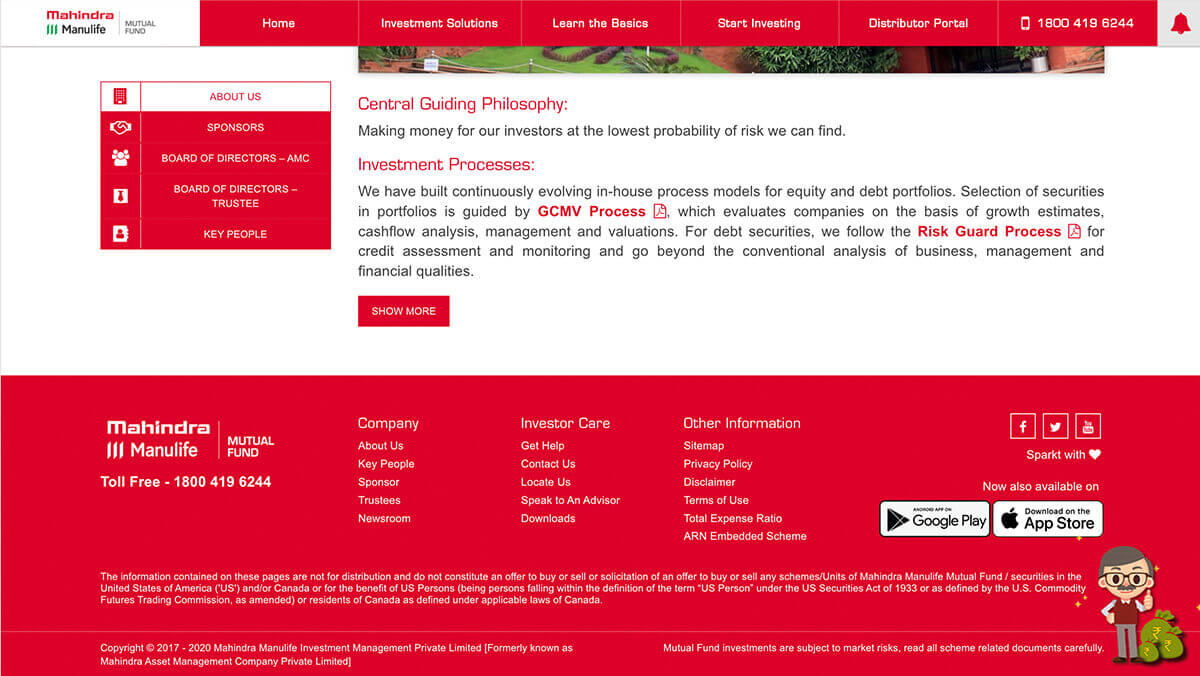 Mahindra
Manulife
MUTUAL
FUND
Home
Investment Solutions
Learn the Basics
Start Investing
Distributor Portal
1800 419 6244
ABOUT US
SPONSORS
BOARD OF DIRECTORS – AMC
BOARD OF DIRECTORS –
TRUSTEE
KEY PEOPLE
Central Guiding Philosophy:
Making money for our investors at the lowest probability of risk we can find.
Investment Processes:
We have built continuously evolving in-house process models for equity and debt portfolios. Selection of securities
in portfolios is guided by GCMV Process , which evaluates companies on the basis of growth estimates,
cashflow analysis, management and valuations. For debt securities, we follow the Risk Guard Process for
credit assessment and monitoring and go beyond the conventional analysis of business, management and
financial qualities.
SHOW MORE
Mahindra
Manulife
MUTUAL
FUND
Toll Free - 1800 419 6244
Company
About Us
Key People
Sponsor
Trustees
Newsroom
Investor Care
Get Help
Contact Us
Locate Us
Speak to An Advisor
Downloads
Other Information
Sitemap
Privacy Policy
Disclaimer
Terms of Use
Total Expense Ratio
ARN Embedded Scheme
You
Tube
Sparkt with
Now also available on
ANDROID APP ON
Google Play
Download on the
App Store
The information contained on these pages are not for distribution and do not constitute an offer to buy or sell or solicitation of an offer to buy or sell any schemes/Units of Mahindra Manulife Mutual Fund / securities in the
United States of America ('US') and/or Canada or for the benefit of US Persons (being persons falling within the definition of the term “US Person” under the US Securities Act of 1933 or as defined by the U.S. Commodity
Futures Trading Commission, as amended) or residents of Canada as defined under applicable laws of Canada.
Copyright © 2017 - 2020 Mahindra Manulife Investment Management Private Limited [Formerly known as
Mahindra Asset Management Company Private Limited]
Mutual Fund investments are subject to market risks, read all scheme related documents carefully.